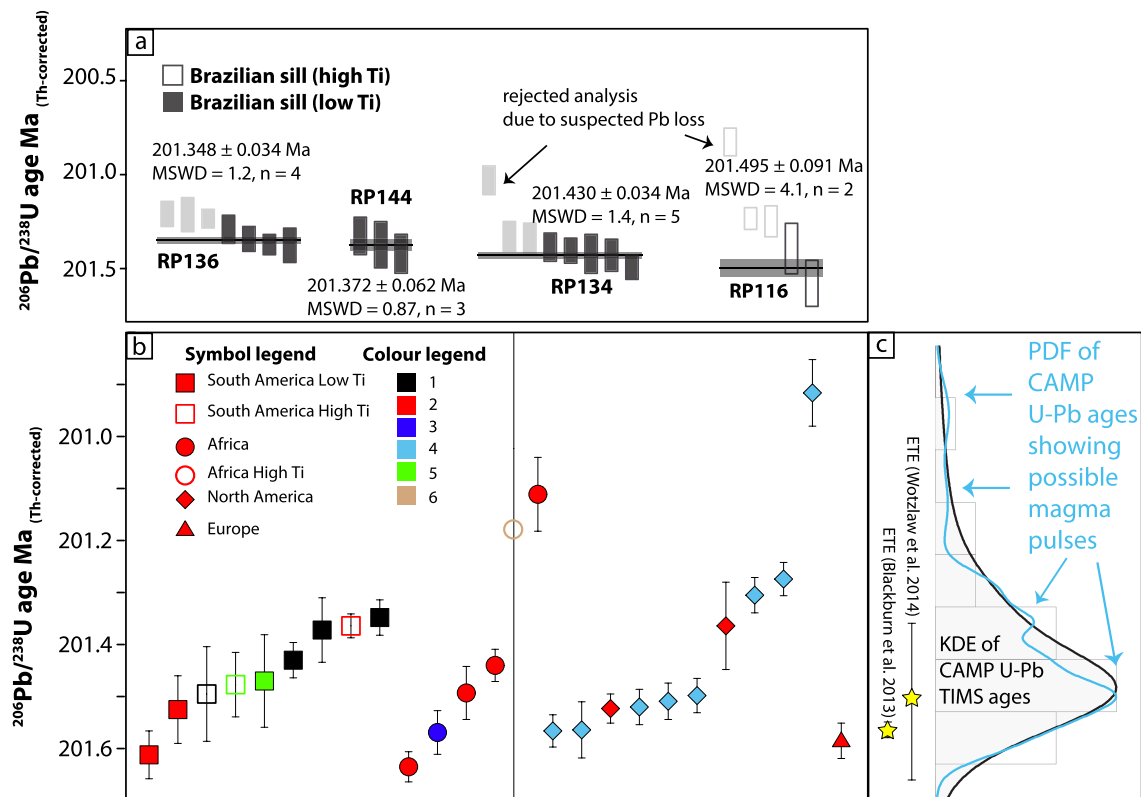 a
206Pb/238U age Ma (Th-corrected)
200.5
201.0
201.5
Brazilian sill (high Ti)
Brazilian sill (low Ti)
rejected analysis
due to suspected Pb loss
201.348 ± 0.034 Ma
MSWD = 1.2, n = 4
RP136
RP144
201.372 ± 0.062 Ma
MSWD = 0.87, n = 3
201.430 ± 0.034 Ma
MSWD = 1.4, n = 5
RP134
201.495 ± 0.091 Ma
MSWD = 4.1, n = 2
RP116
b
206Pb/238U age Ma (Th-corrected)
201.0
201.2
201.4
201.6
Symbol legend
South America Low Ti
South America High Ti
Africa
Africa High Ti
North America
Europe
Colour legend
1
2
3
4
5
6
c
ETE (Blackburn et al. 2013)
ETE (Wotzlaw et al. 2014)
PDF of
CAMP
U-Pb ages
showing
possible
magma
pulses
KDE of
CAMP U-Pb
TIMS ages